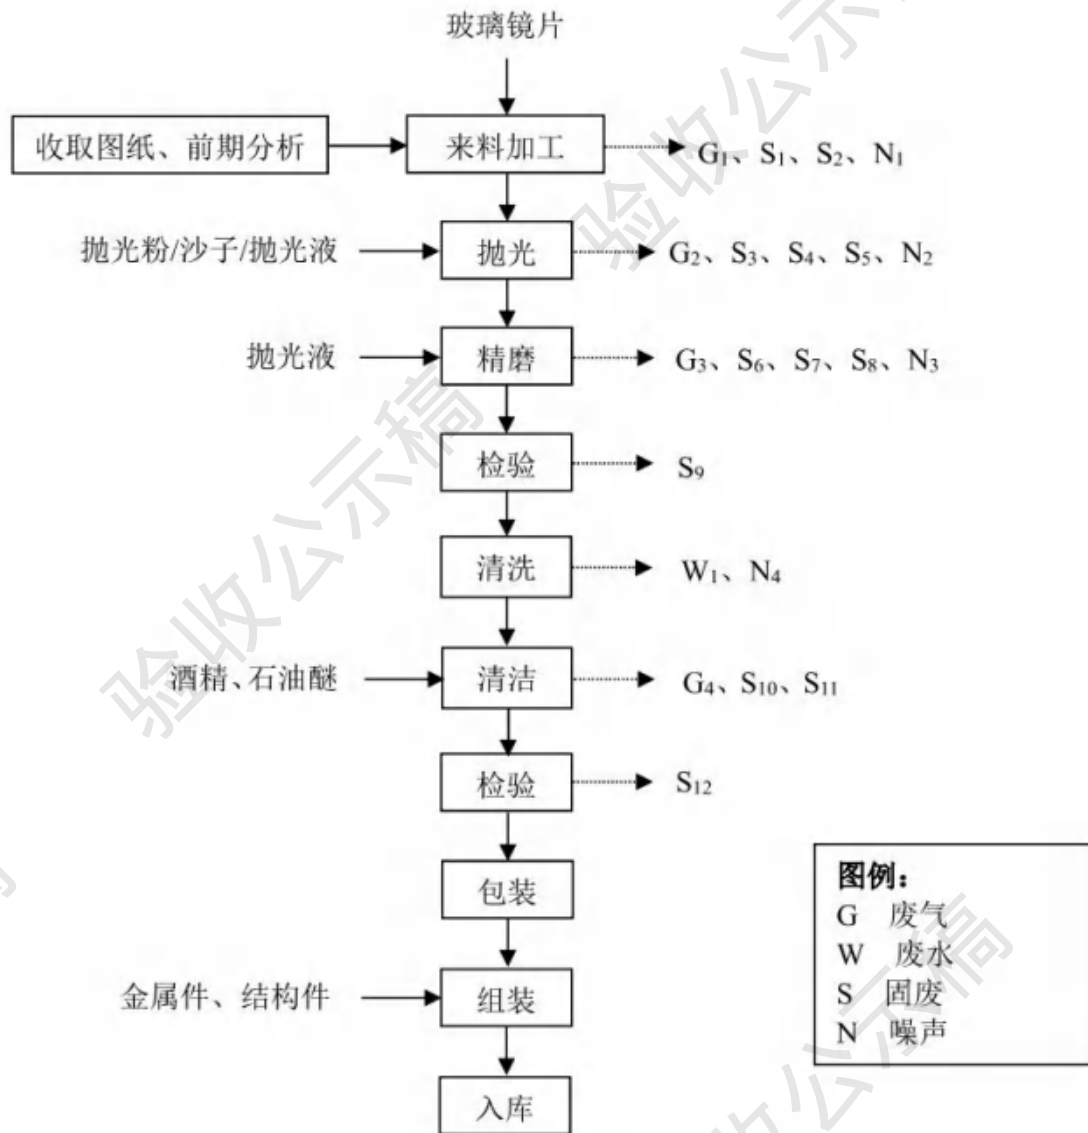 玻璃镜片
收取图纸、前期分析
来料加工
G₁、S₁、S₂、N₁
抛光粉/沙子/抛光液
抛光
G₂、S₃、S₄、S₅、N₂
抛光液
精磨
G₃、S₆、S₇、S₈、N₃
检验
S₉
清洗
W₁、N₄
酒精、石油醚
清洁
G₄、S₁₀、S₁₁
检验
S₁₂
包装
金属件、结构件
组装
入库
图例：
G 废气
W 废水
S 固废
N 噪声
验收公示稿
验收公示稿
收公示稿
稿